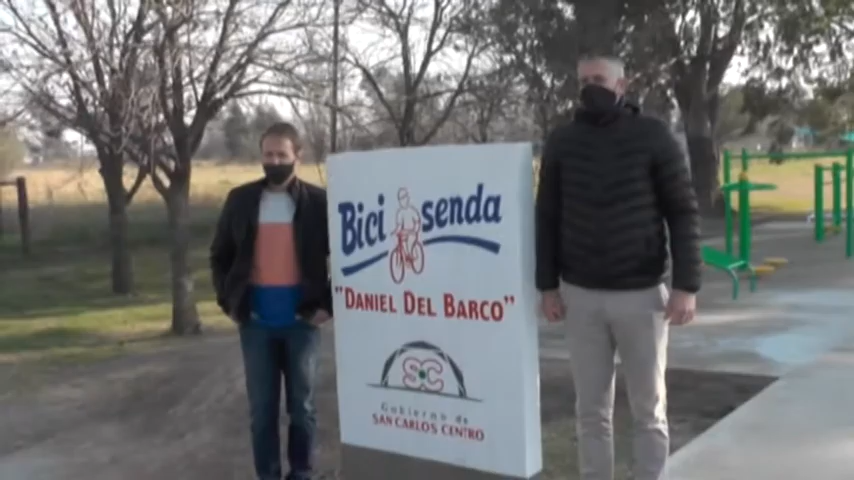 Bici senda
"DANIEL DEL BARCO"
SC
Gobierno de
SAN CARLOS CENTRO